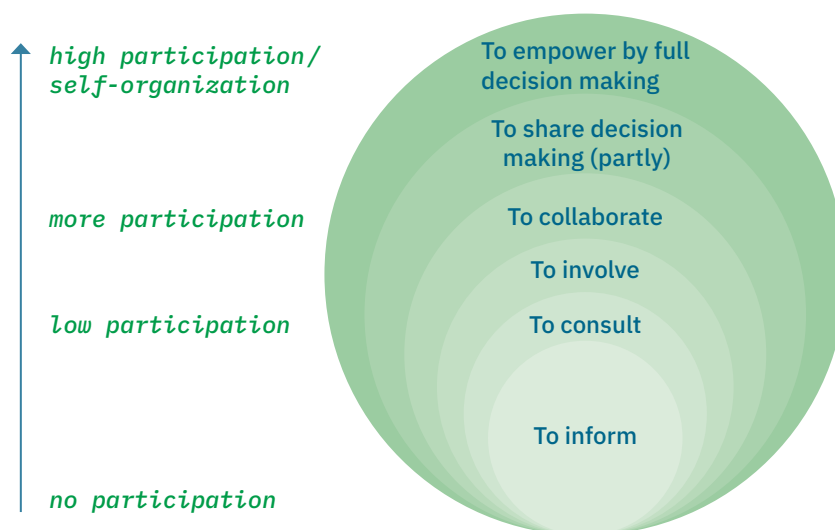 high participation/
self-organization
To empower by full
decision making
To share decision
making (partly)
more participation
To collaborate
To involve
low participation
To consult
To inform
no participation